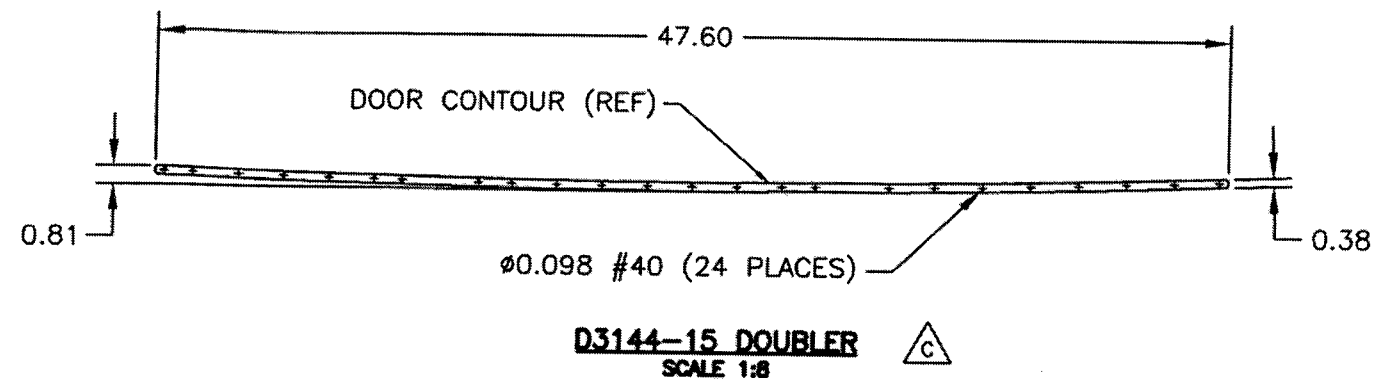 47.60
DOOR CONTOUR (REF)
0.81
0.38
ø0.098 #40 (24 PLACES)
D3144-15 DOUBLER
C
SCALE 1:8